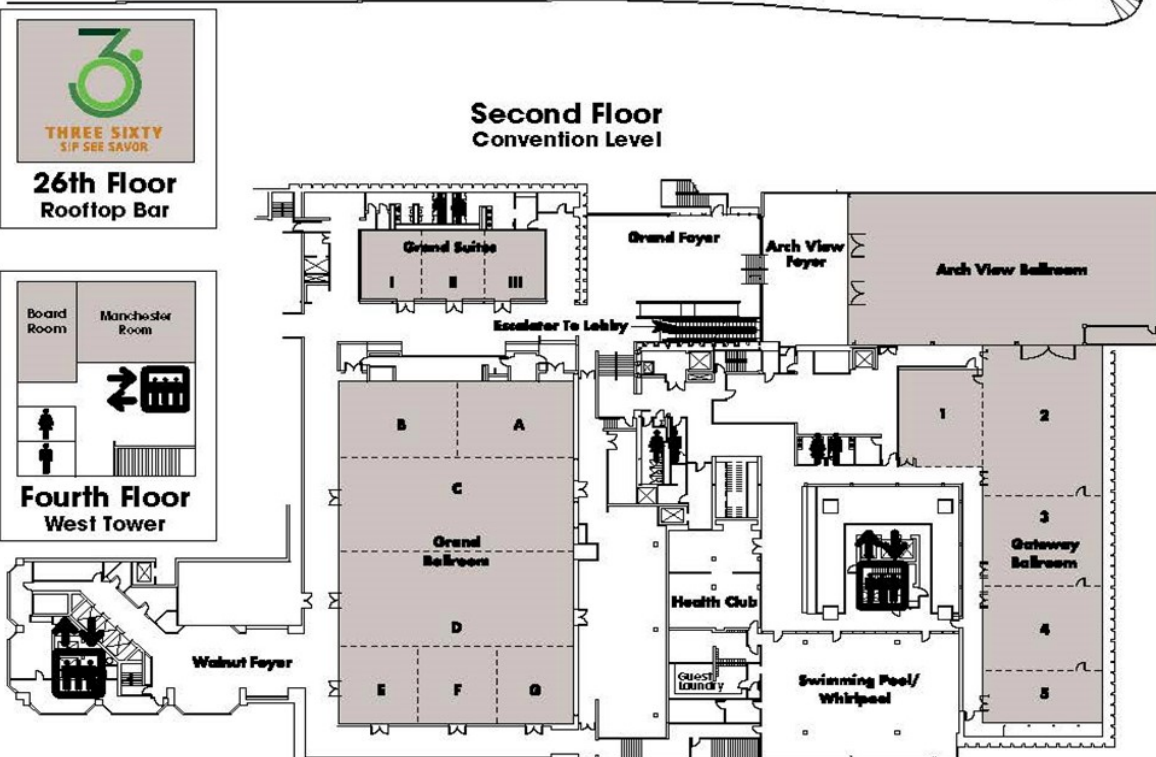 3
THREE SIXTY
SIP SEE SAVOR
26th Floor
Rooftop Bar
Board
Room
Manchester
Room
Fourth Floor
West Tower
Second Floor
Convention Level
Grand Suites
I
II
III
Grand Foyer
Arch View
Foyer
Arch View Ballroom
Escalator To Lobby
B
A
C
Grand
Ballroom
D
E
F
G
Walnut Foyer
1
2
3
Gateway
Ballroom
4
5
Health Club
Guest
Laundry
Swimming Pool/
Whirlpool